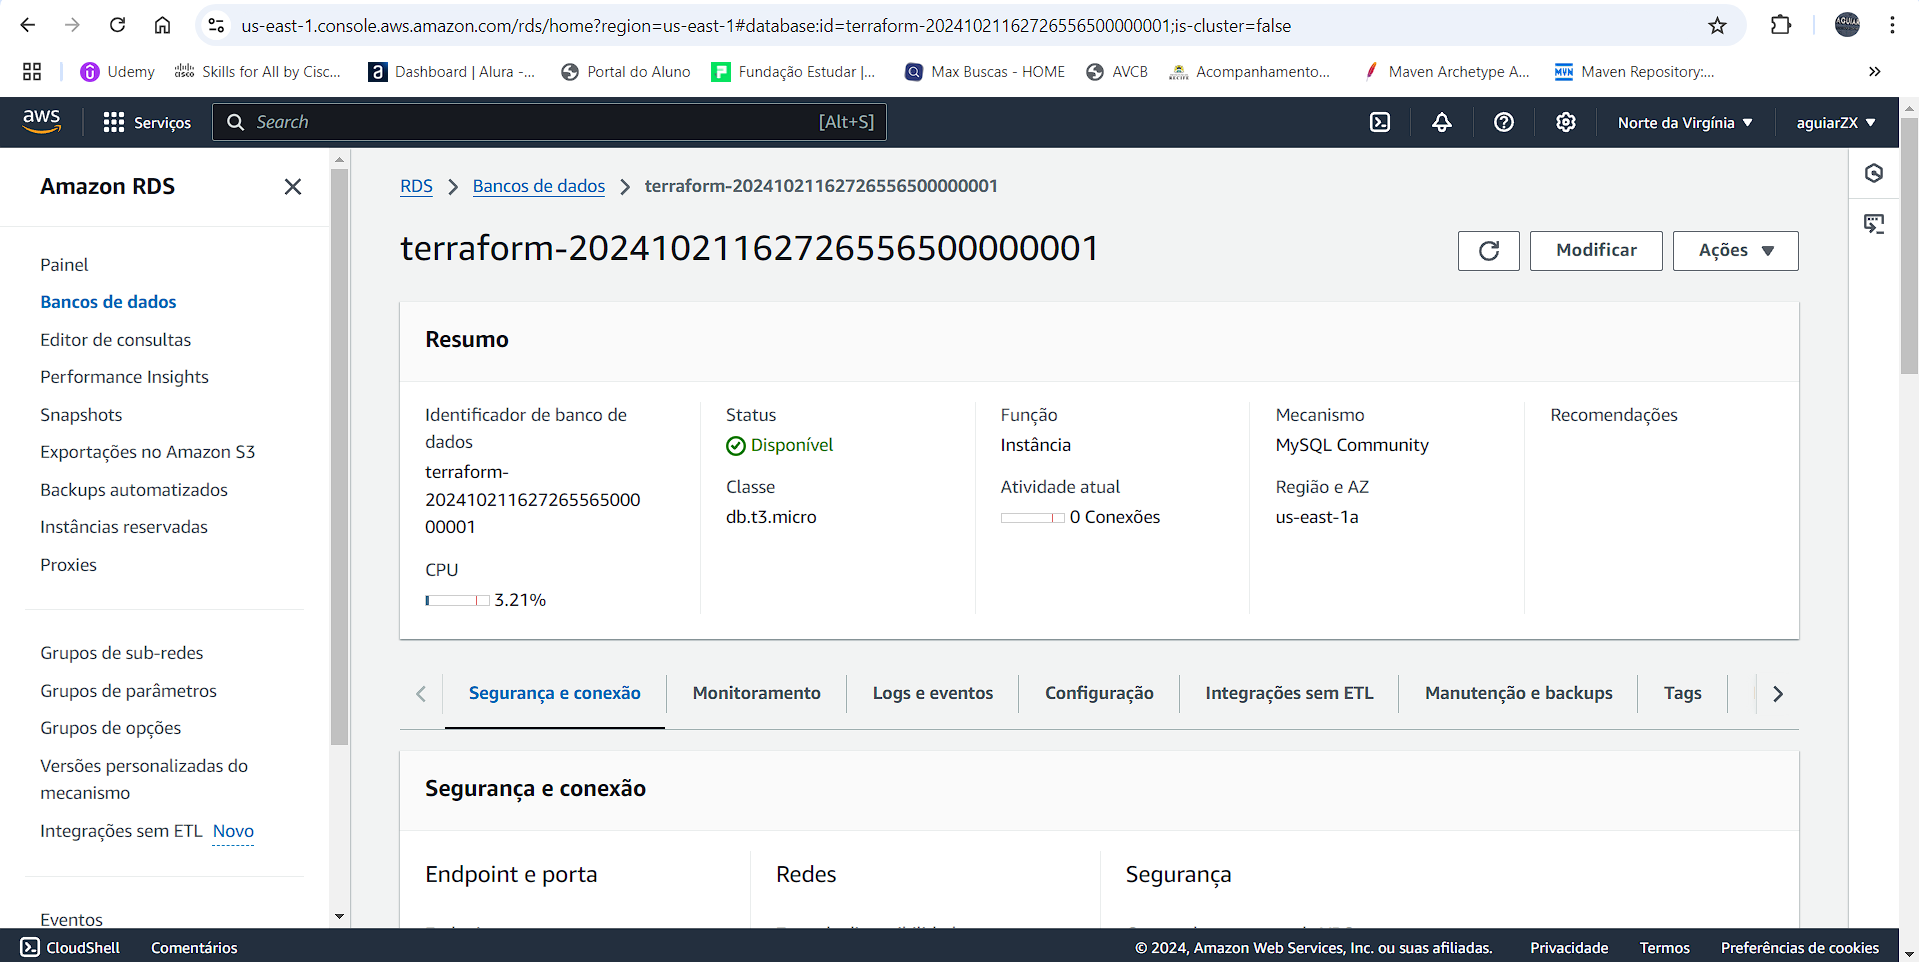 us-east-1.console.aws.amazon.com/rds/home?region=us-east-1#database:id=terraform-20241021162726556500000001;is-cluster=false
Udemy
cisco
Skills for All by Cisc...
a
Dashboard | Alura -...
Portal do Aluno
Fundação Estudar |...
Max Buscas - HOME
AVCB
Acompanhamento...
Maven Archetype A...
MVN
Maven Repository:...
aws
Serviços
Search
[Alt+S]
Norte da Virgínia
aguiarZX
Amazon RDS
Painel
Bancos de dados
Editor de consultas
Performance Insights
Snapshots
Exportações no Amazon S3
Backups automatizados
Instâncias reservadas
Proxies
Grupos de sub-redes
Grupos de parâmetros
Grupos de opções
Versões personalizadas do
mecanismo
Integrações sem ETL Novo
Eventos
RDS > Bancos de dados > terraform-20241021162726556500000001
terraform-20241021162726556500000001
Modificar
Ações
Resumo
Identificador de banco de
dados
terraform-
202410211627265565000
00001
CPU
3.21%
Status
Disponível
Classe
db.t3.micro
Função
Instância
Atividade atual
0 Conexões
Mecanismo
MySQL Community
Região e AZ
us-east-1a
Recomendações
Segurança e conexão
Monitoramento
Logs e eventos
Configuração
Integrações sem ETL
Manutenção e backups
Tags
Segurança e conexão
Endpoint e porta
Redes
Segurança
CloudShell
Comentários
© 2024, Amazon Web Services, Inc. ou suas afiliadas.
Privacidade
Termos
Preferências de cookies